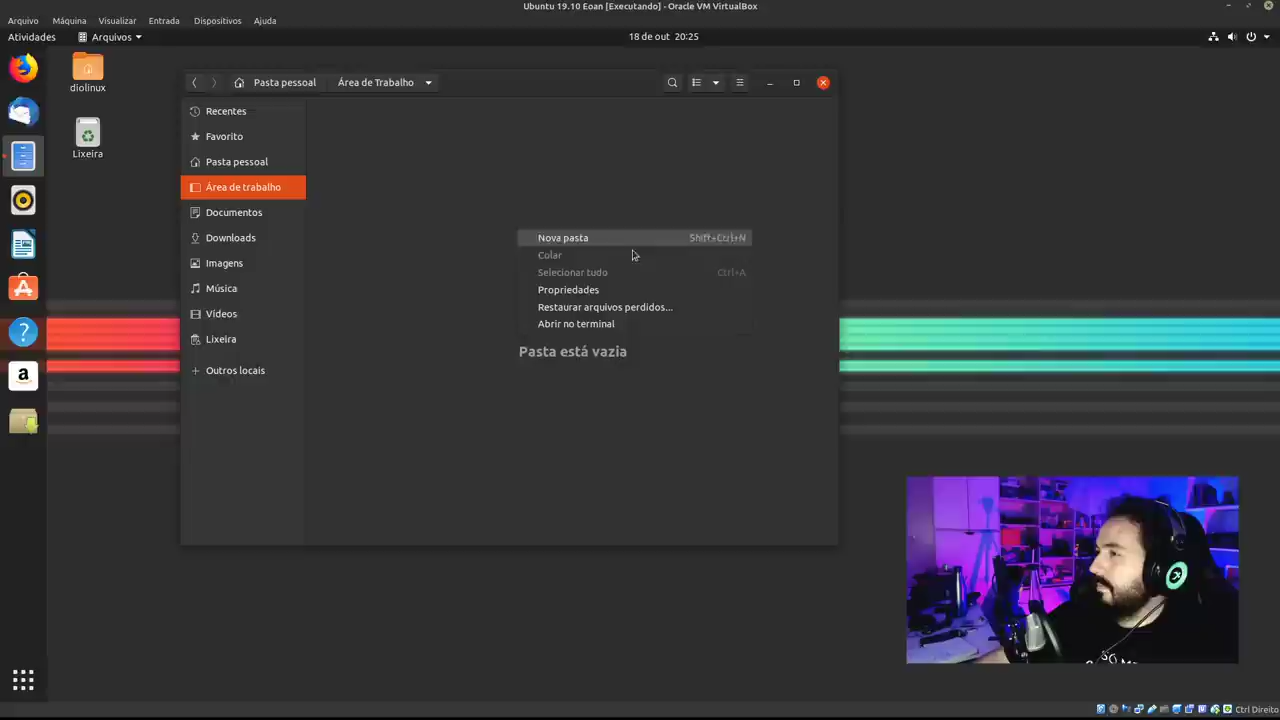 Ubuntu 19.10 Eoan [Executando] - Oracle VM VirtualBox
Arquivo Máquina Visualizar Entrada Dispositivos Ajuda
Atividades Arquivos 18 de out 20:25
diolinux
Lixeira
Pasta pessoal Área de Trabalho
Recentes
Favorito
Pasta pessoal
Área de trabalho
Documentos
Downloads
Imagens
Música
Vídeos
Lixeira
Outros locais
Nova pasta Shift+Ctrl+N
Colar
Selecionar tudo Ctrl+A
Propriedades
Restaurar arquivos perdidos...
Abrir no terminal
Pasta está vazia
Ctrl Direito